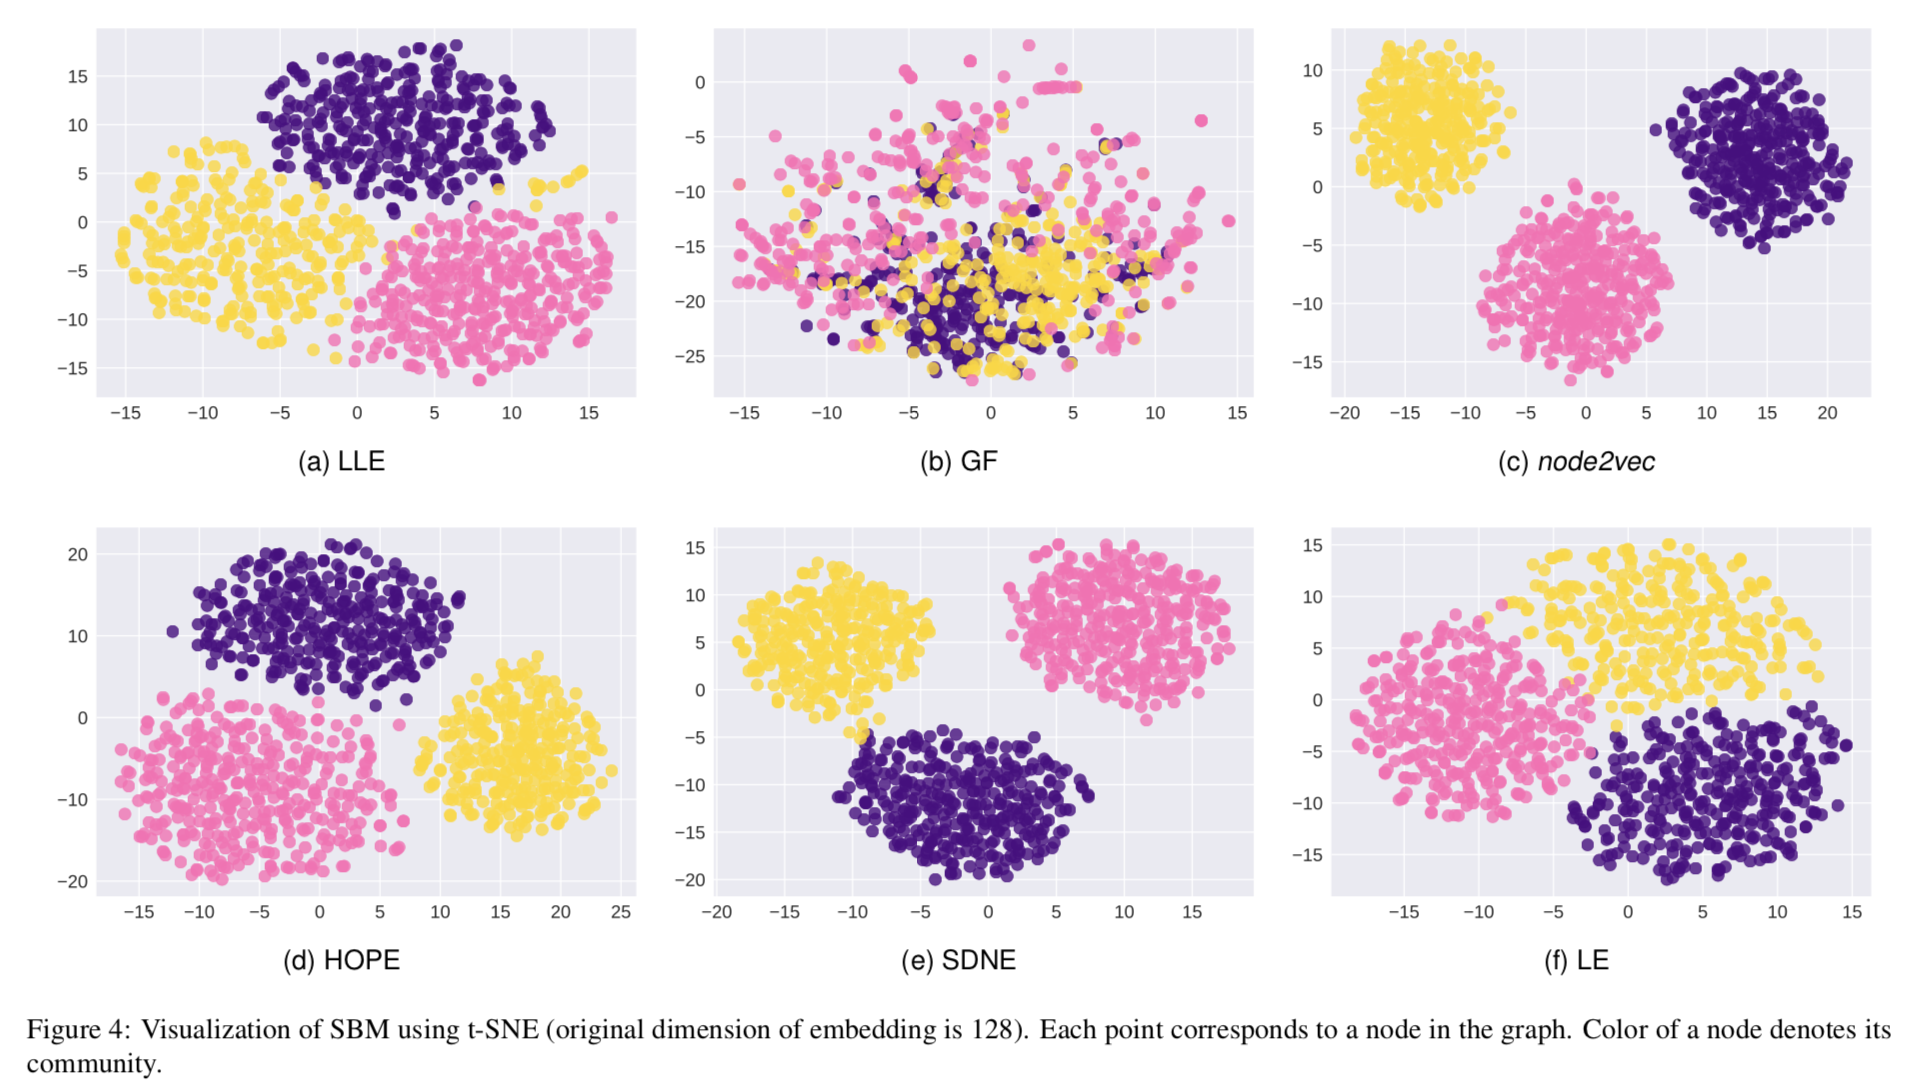 15
10
5
0
−5
−10
−15
−15 −10 −5 0 5 10 15
(a) LLE
0
−5
−10
−15
−20
−25
−15 −10 −5 0 5 10 15
(b) GF
10
5
0
−5
−10
−15
−20 −15 −10 −5 0 5 10 15 20
(c) node2vec
20
10
0
−10
−20
−15 −10 −5 0 5 10 15 20 25
(d) HOPE
15
10
5
0
−5
−10
−15
−20
−20 −15 −10 −5 0 5 10 15
(e) SDNE
15
10
5
0
−5
−10
−15
−15 −10 −5 0 5 10 15
(f) LE
Figure 4: Visualization of SBM using t-SNE (original dimension of embedding is 128). Each point corresponds to a node in the graph. Color of a node denotes its
community.